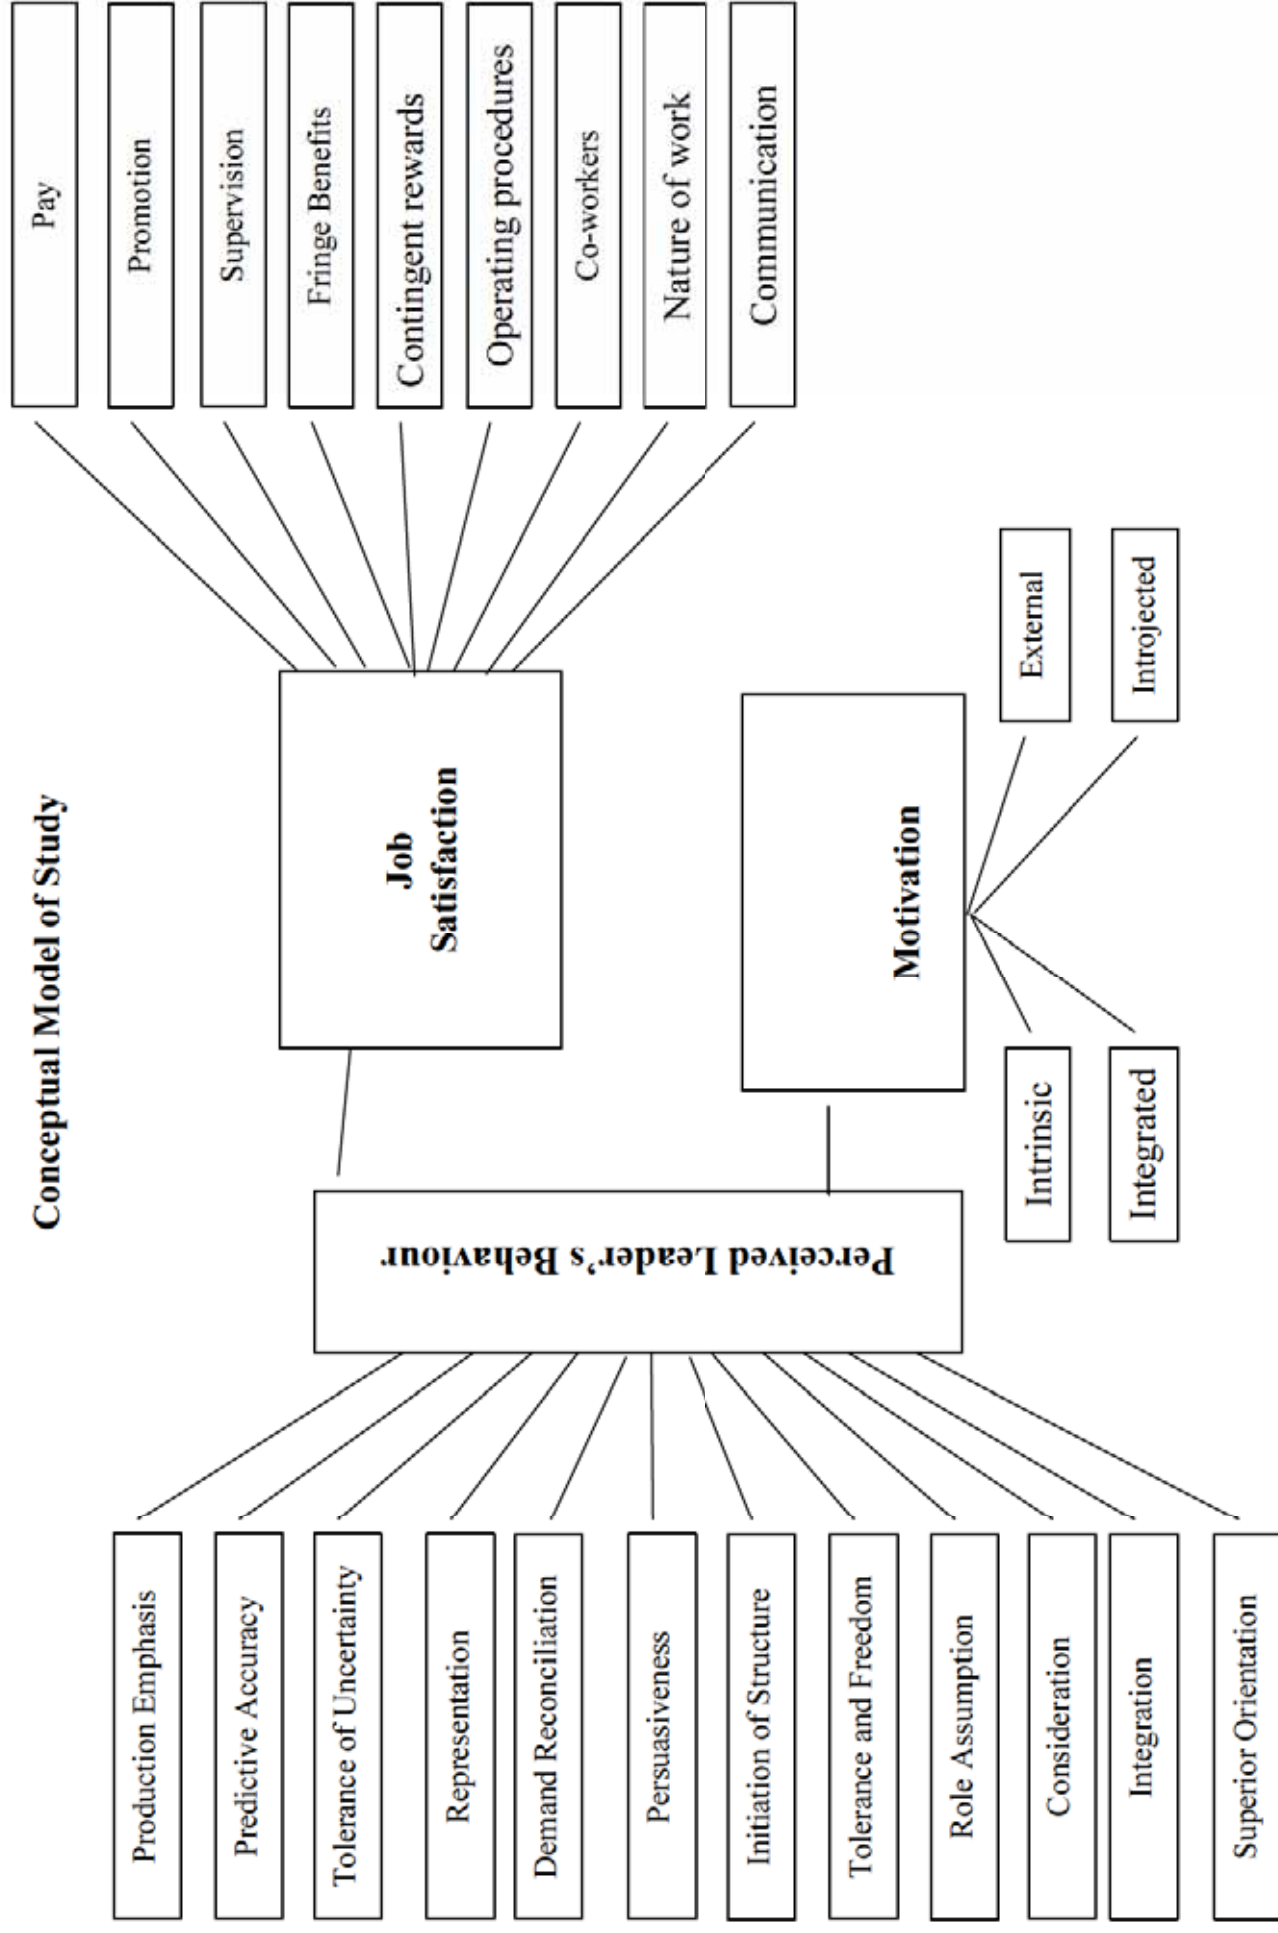 Conceptual Model of Study
Production Emphasis
Predictive Accuracy
Tolerance of Uncertainty
Representation
Demand Reconciliation
Persuasiveness
Initiation of Structure
Tolerance and Freedom
Role Assumption
Consideration
Integration
Superior Orientation
Perceived Leader's Behaviour
Job
Satisfaction
Motivation
Intrinsic
Integrated
External
Introjected
Pay
Promotion
Supervision
Fringe Benefits
Contingent rewards
Operating procedures
Co-workers
Nature of work
Communication